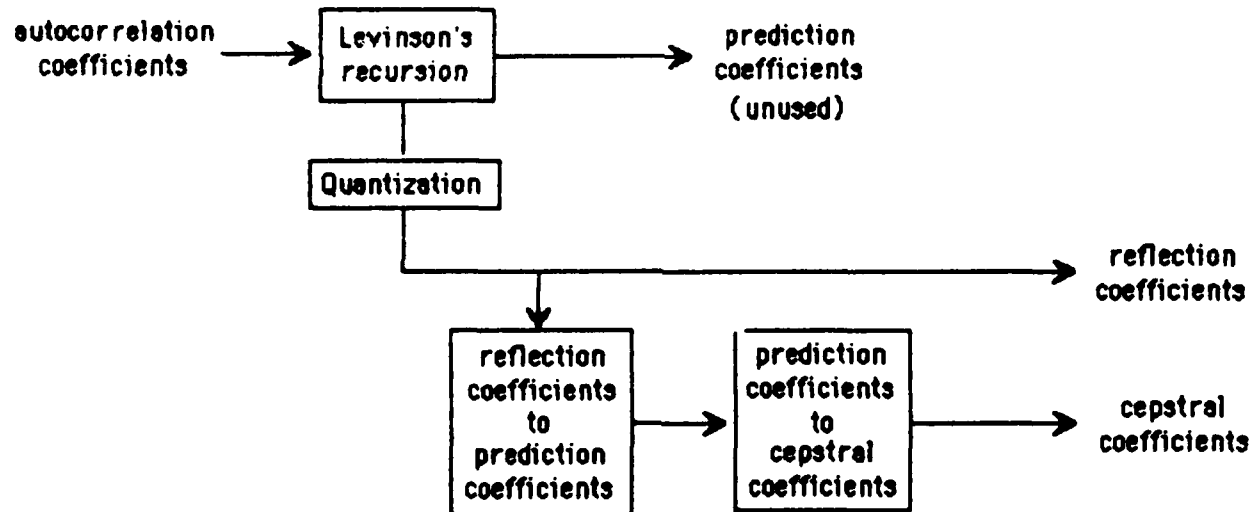 autocorrelation
coefficients
Levinson's
recursion
prediction
coefficients
(unused)
Quantization
reflection
coefficients
reflection
coefficients
to
prediction
coefficients
prediction
coefficients
to
cepstral
coefficients
cepstral
coefficients